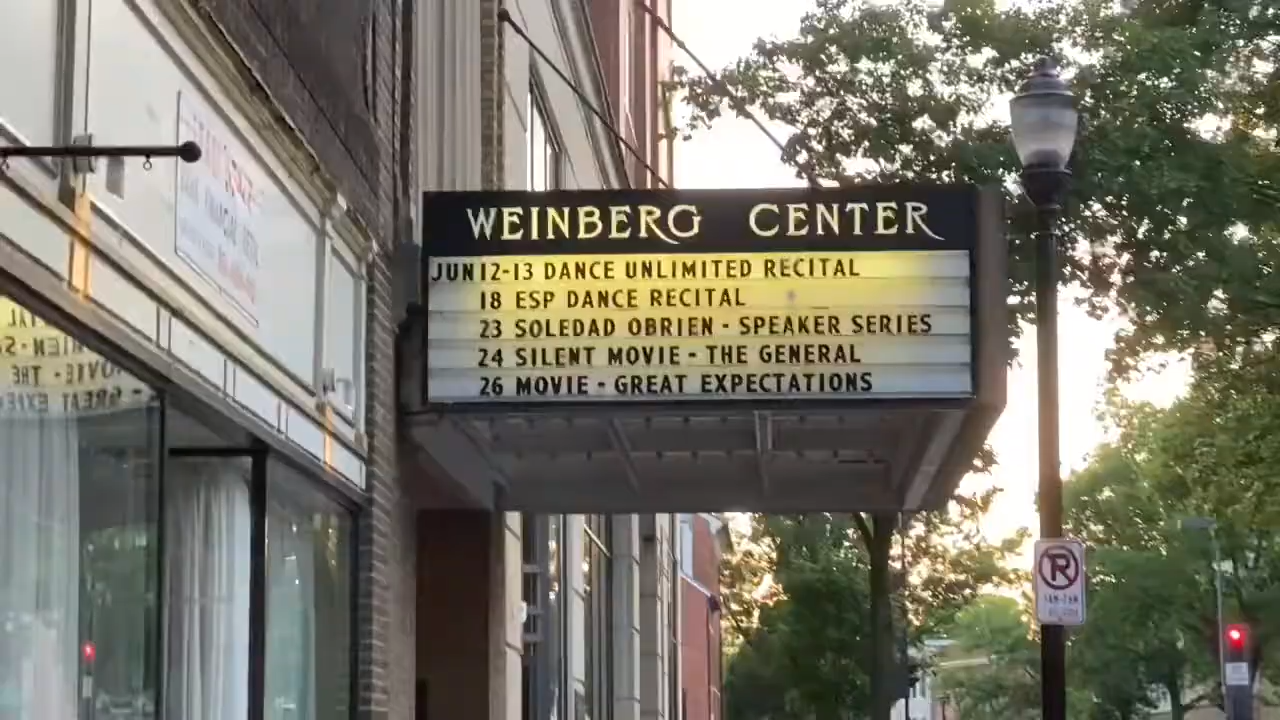 WEINBERG CENTER
JUN 12-13 DANCE UNLIMITED RECITAL
18 ESP DANCE RECITAL
23 SOLEDAD OBRIEN - SPEAKER SERIES
24 SILENT MOVIE - THE GENERAL
26 MOVIE - GREAT EXPECTATIONS